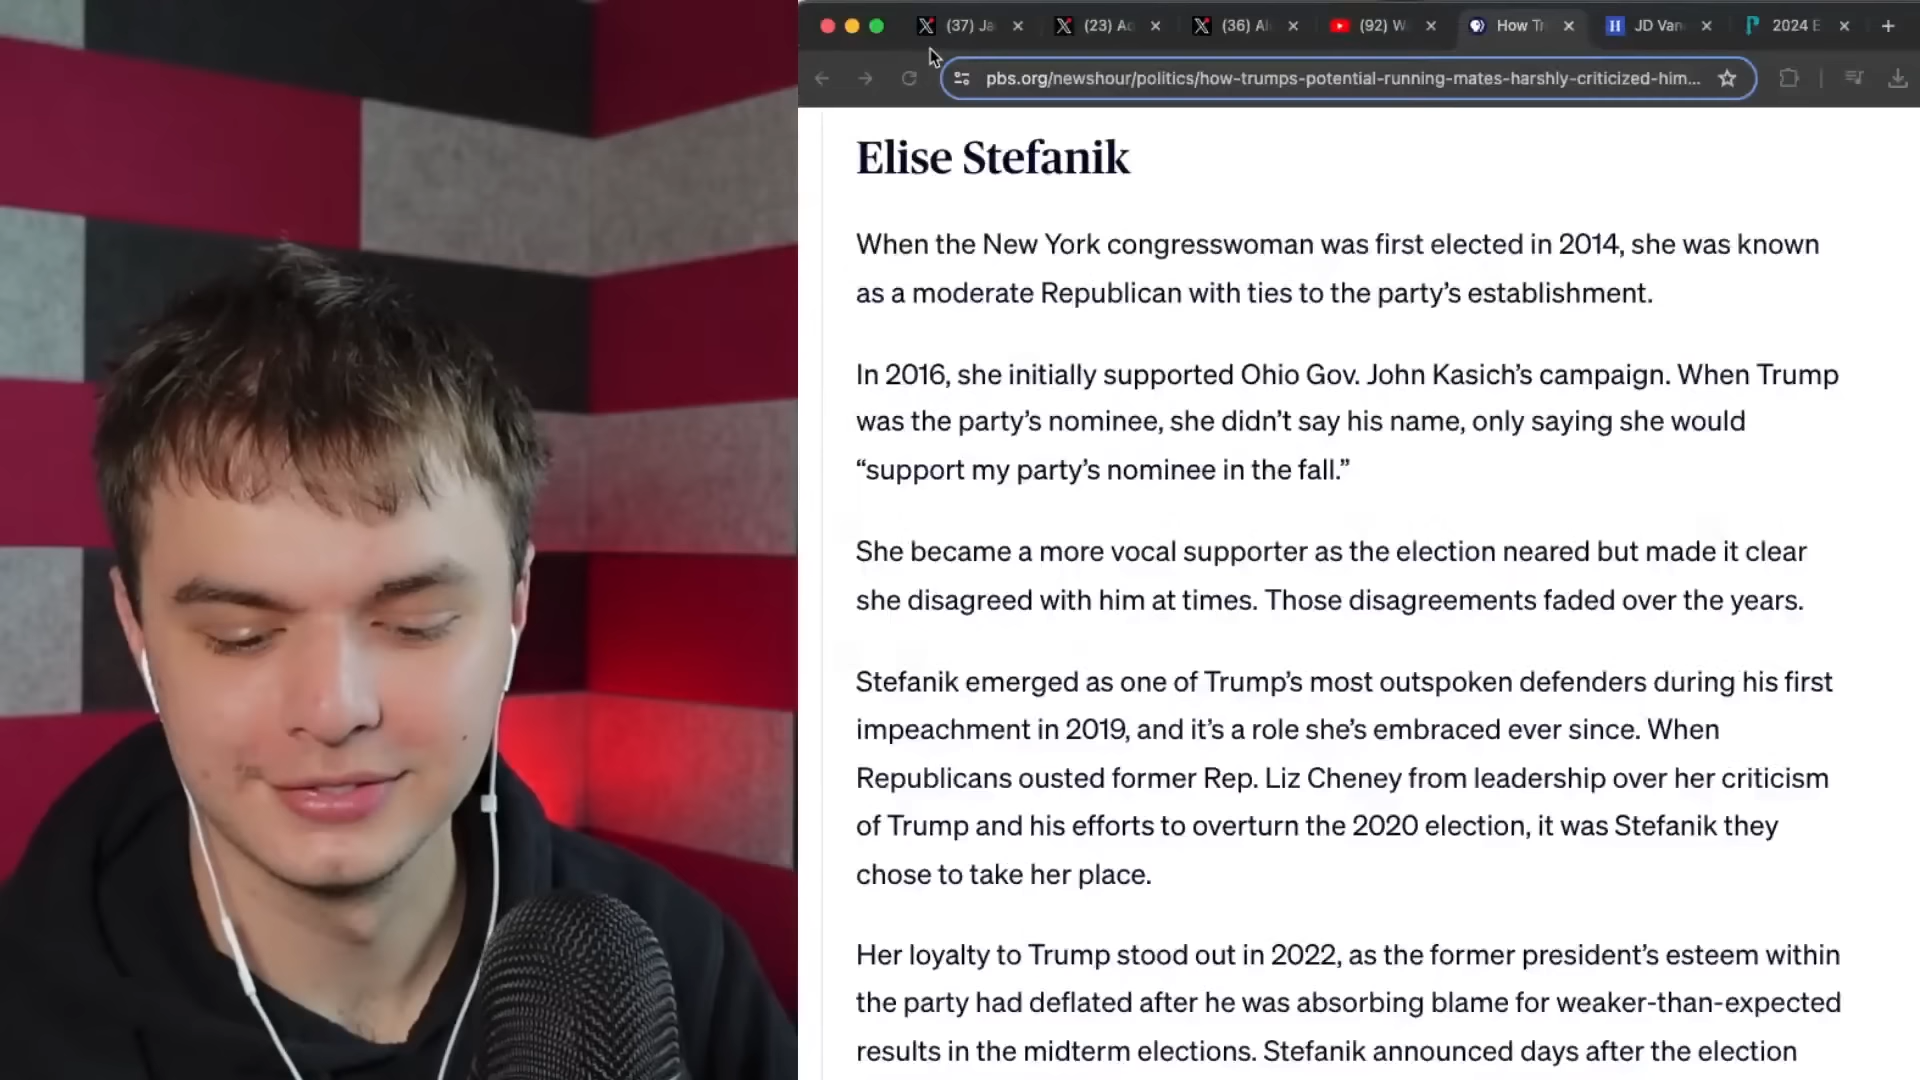 (37) Ja
(23) Ac
(36) Al
(92) W
How Tr
JD Van
2024 E
pbs.org/newshour/politics/how-trumps-potential-running-mates-harshly-criticized-him...
Elise Stefanik
When the New York congresswoman was first elected in 2014, she was known
as a moderate Republican with ties to the party’s establishment.
In 2016, she initially supported Ohio Gov. John Kasich’s campaign. When Trump
was the party’s nominee, she didn’t say his name, only saying she would
“support my party’s nominee in the fall.”
She became a more vocal supporter as the election neared but made it clear
she disagreed with him at times. Those disagreements faded over the years.
Stefanik emerged as one of Trump’s most outspoken defenders during his first
impeachment in 2019, and it’s a role she’s embraced ever since. When
Republicans ousted former Rep. Liz Cheney from leadership over her criticism
of Trump and his efforts to overturn the 2020 election, it was Stefanik they
chose to take her place.
Her loyalty to Trump stood out in 2022, as the former president’s esteem within
the party had deflated after he was absorbing blame for weaker-than-expected
results in the midterm elections. Stefanik announced days after the election